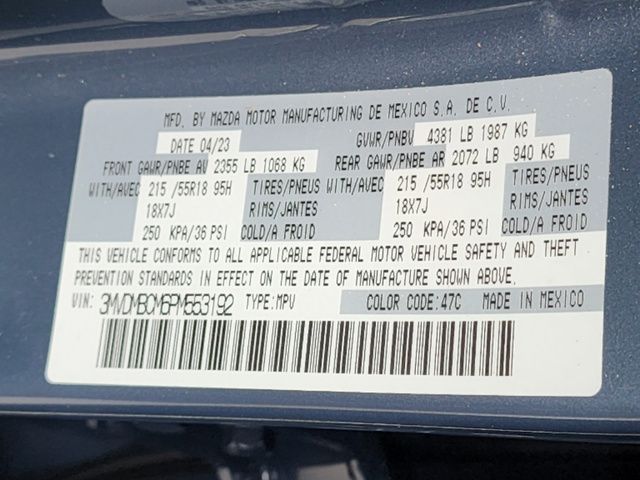 MFD. BY MAZDA MOTOR MANUFACTURING DE MEXICO S.A. DE C.V.
DATE 04/23 GVWR/PNBV 4381 LB 1987 KG
FRONT GAWR/PNBE AV 2355 LB 1068 KG REAR GAWR/PNBE AR 2072 LB 940 KG
WITH/AVEC 215 /55R18 95H TIRES/PNEUS WITH/AVEC 215 /55R18 95H TIRES/PNEUS
18X7J RIMS/JANTES 18X7J RIMS/JANTES
250 KPA/36 PSI COLD/A FROID 250 KPA/36 PSI COLD/A FROID
THIS VEHICLE CONFORMS TO ALL APPLICABLE FEDERAL MOTOR VEHICLE SAFETY AND THEFT
PREVENTION STANDARDS IN EFFECT ON THE DATE OF MANUFACTURE SHOWN ABOVE.
VIN: 3MVDMBCM6PM553192 TYPE:MPV COLOR CODE:47C MADE IN MEXICO